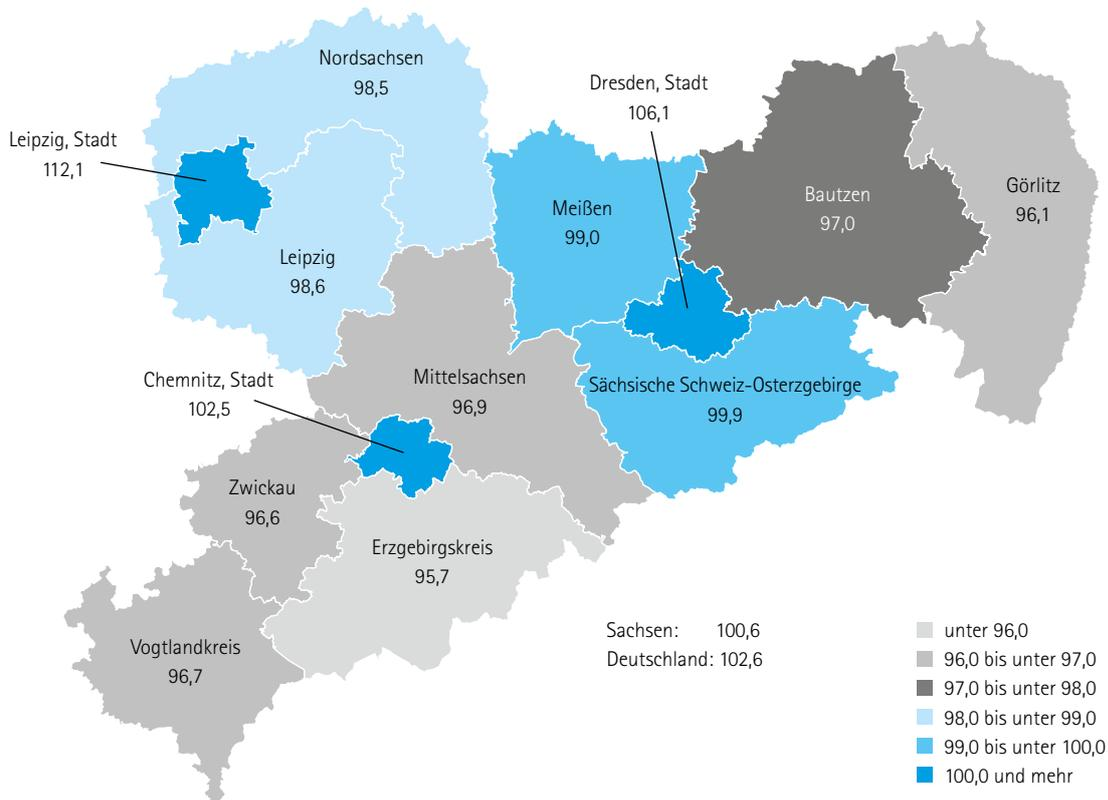 Nordsachsen
98,5
Dresden, Stadt
106,1
Leipzig, Stadt
112,1
Meißen
99,0
Bautzen
97,0
Görlitz
96,1
Leipzig
98,6
Chemnitz, Stadt
102,5
Mittelsachsen
96,9
Sächsische Schweiz-Osterzgebirge
99,9
Zwickau
96,6
Erzgebirgskreis
95,7
Vogtlandkreis
96,7
Sachsen: 100,6
Deutschland: 102,6
unter 96,0
96,0 bis unter 97,0
97,0 bis unter 98,0
98,0 bis unter 99,0
99,0 bis unter 100,0
100,0 und mehr